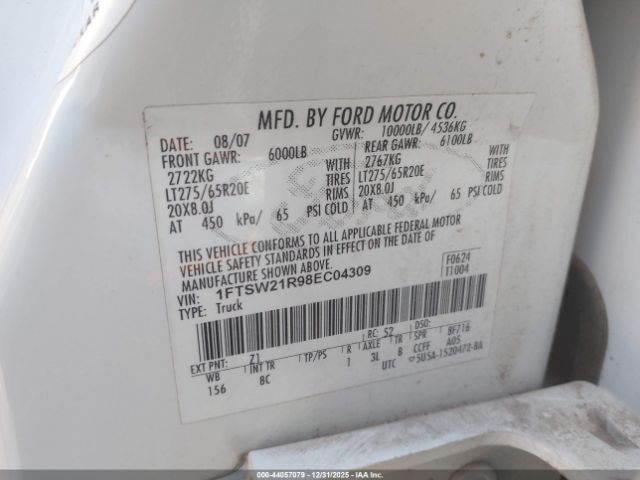 MFD. BY FORD MOTOR CO.
DATE: 08/07 GVWR: 10000LB/ 4536KG
FRONT GAWR: 6000LB REAR GAWR: 6100LB
2722KG WITH 2767KG WITH
LT275/65R20E TIRES LT275/65R20E TIRES
20X8.0J RIMS 20X8.0J RIMS
AT 450 kPa/ 65 PSI COLD AT 450 kPa/ 65 PSI COLD
THIS VEHICLE CONFORMS TO ALL APPLICABLE FEDERAL MOTOR
VEHICLE SAFETY STANDARDS IN EFFECT ON THE DATE OF
MANUFACTURE SHOWN ABOVE.
VIN: 1FTSW21R98EC04309 F0624
TYPE: Truck T1004
EXT PNT: Z1 RC: 52 DSO:
WB INT TR TP/PS R AXLE TR SPR 8F716
156 8C 1 3L B CCFF A05
UTC ▽5U5A-1520472-BA
IAA 44057079 12/31/2025 IAAI.com